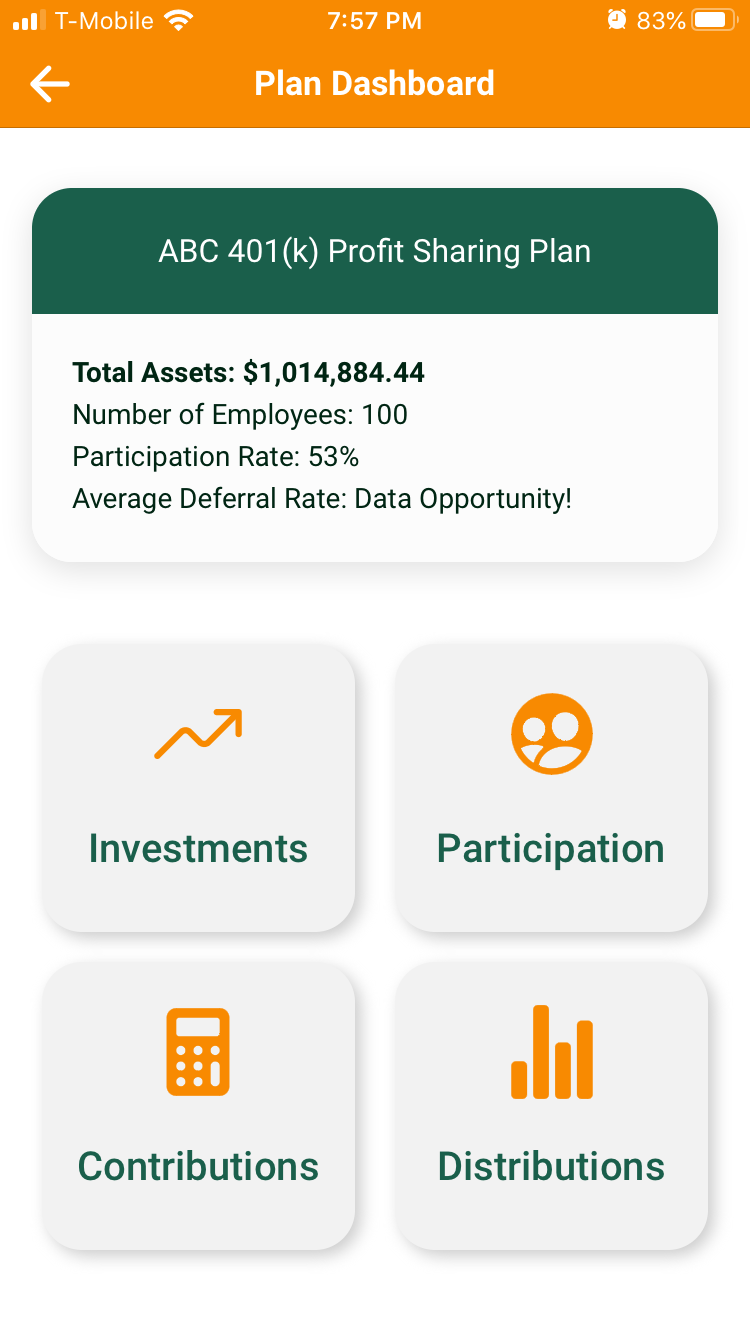 T-Mobile 7:57 PM 83%
Plan Dashboard
ABC 401(k) Profit Sharing Plan
Total Assets: $1,014,884.44
Number of Employees: 100
Participation Rate: 53%
Average Deferral Rate: Data Opportunity!
Investments Participation
Contributions Distributions